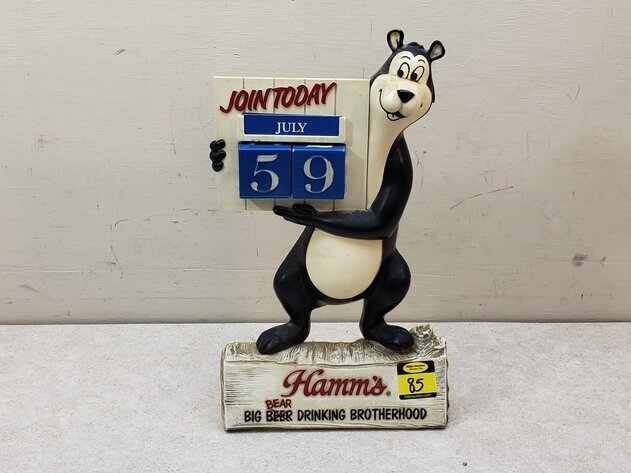 JOIN TODAY
JULY
5 9
Hamm's®
BEAR
BIG BEER DRINKING BROTHERHOOD
85